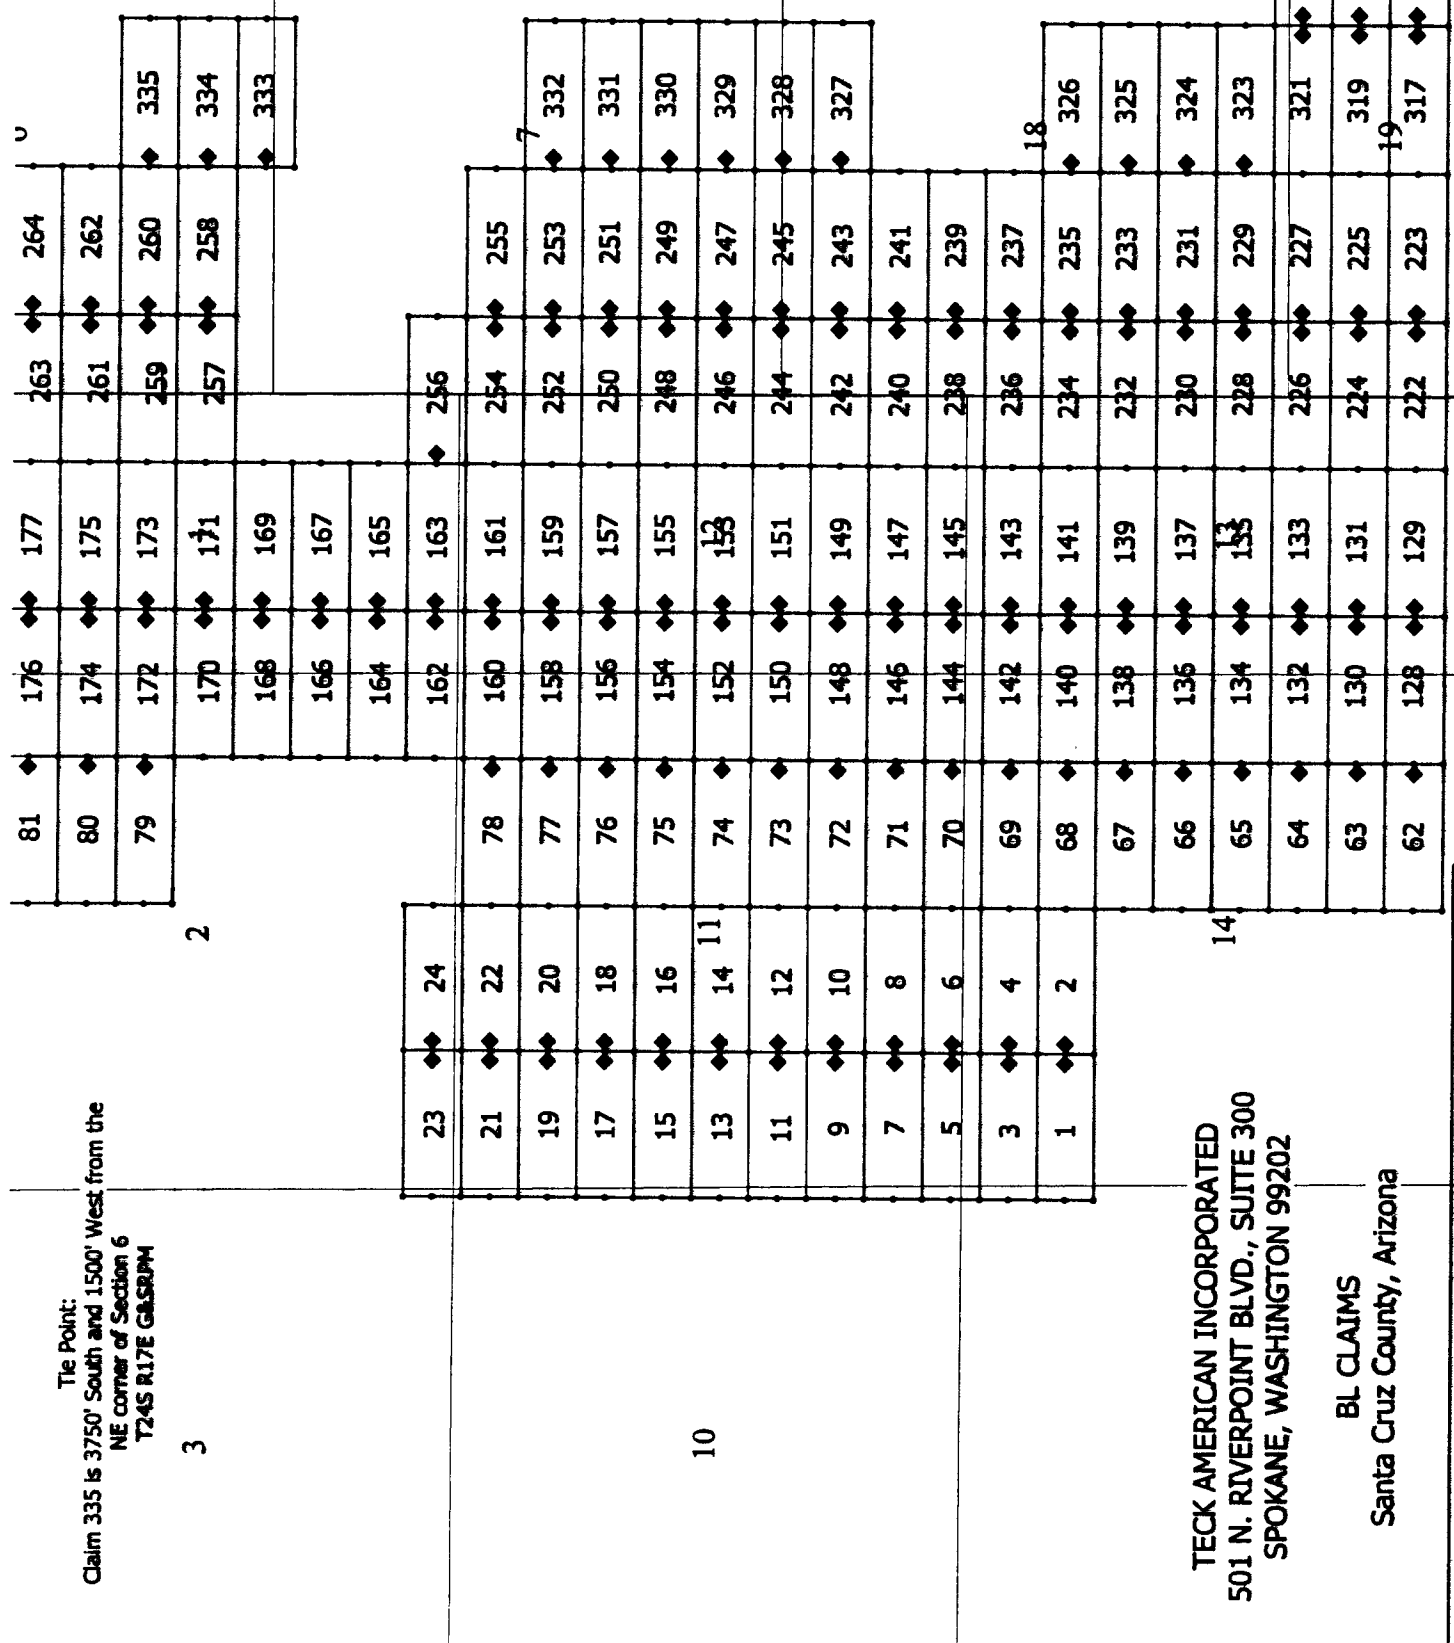 Tie Point:
Claim 335 is 3750' South and 1500' West from the
NE corner of Section 6
T24S R17E G&SRPM
81 176 177 263 264
80 174 175 261 262
79 172 173 259 260 335
3 2 1
170 171 257 258 334
168 169 333
166 167
164 165
23 24 162 163 256
21 22 78 160 161 254 255
7
19 20 77 158 159 252 253 332
17 18 76 156 157 250 251 331
15 16 75 154 155 248 249 330
10 11 12
13 14 74 152 153 246 247 329
11 12 73 150 151 244 245 328
9 10 72 148 149 242 243 327
7 8 71 146 147 240 241
5 6 70 144 145 238 239
3 4 69 142 143 236 237
18
1 2 68 140 141 234 235 326
67 138 139 232 233 325
66 136 137 230 231 324
14 13
65 134 135 228 229 323
64 132 133 226 227 321
63 130 131 224 225 319
19
62 128 129 222 223 317
TECK AMERICAN INCORPORATED
501 N. RIVERPOINT BLVD., SUITE 300
SPOKANE, WASHINGTON 99202
BL CLAIMS
Santa Cruz County, Arizona